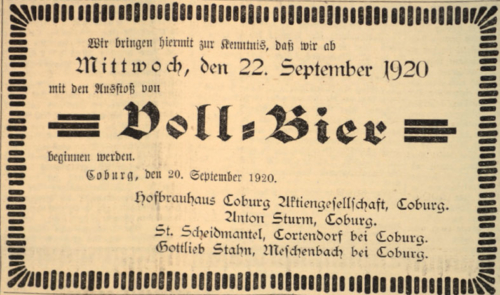 Wir bringen hiermit zur Kenntnis, daß wir ab
Mittwoch, den 22. September 1920
mit den Ausstoß von
Voll-Bier
beginnen werden.
Coburg, den 20. September 1920.
Hofbrauhaus Coburg Aktiengesellschaft, Coburg.
Anton Sturm, Coburg.
St. Scheidmantel, Cortendorf bei Coburg.
Gottlieb Stahn, Meschenbach bei Coburg.